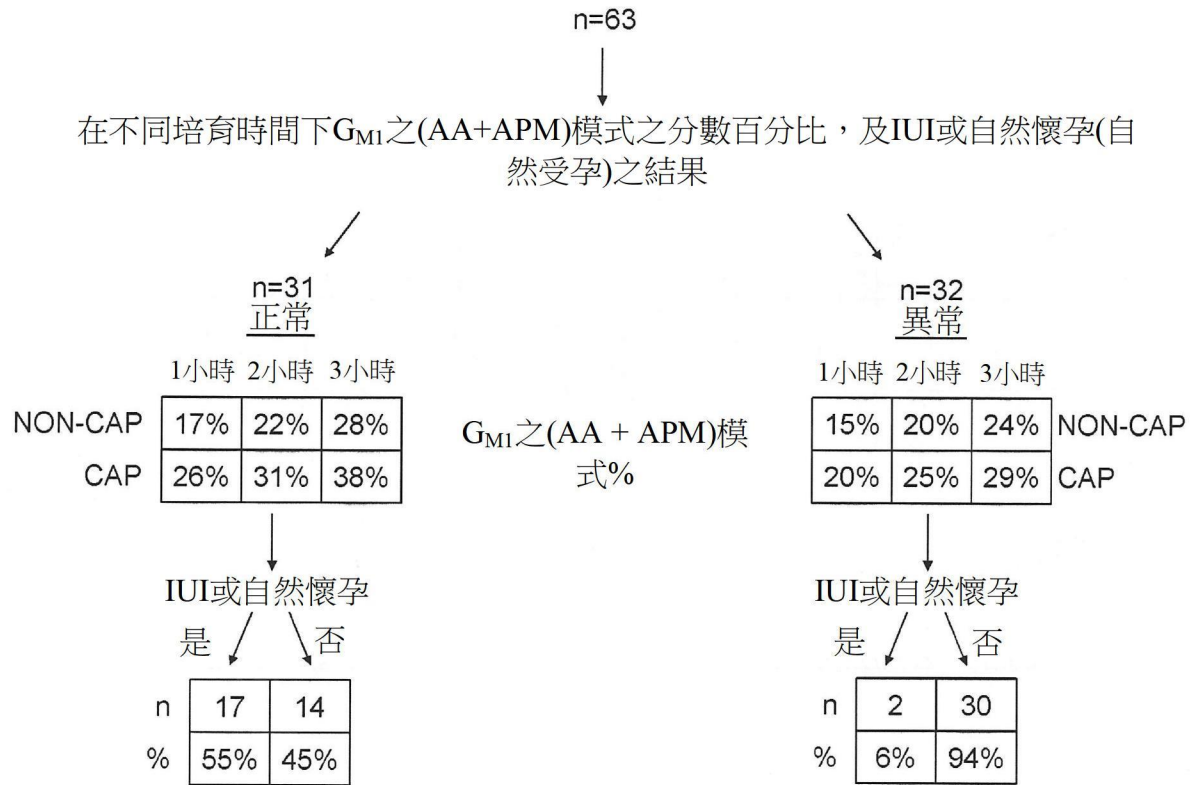 n=63
在不同培育時間下GM1之(AA+APM)模式之分數百分比，及IUI或自然懷孕(自
然受孕)之結果
n=31
正常
1小時 2小時 3小時
NON-CAP 17% 22% 28%
CAP 26% 31% 38%
IUI或自然懷孕
是 否
n 17 14
% 55% 45%
GM1之(AA + APM)模
式%
n=32
異常
1小時 2小時 3小時
15% 20% 24% NON-CAP
20% 25% 29% CAP
IUI或自然懷孕
是 否
n 2 30
% 6% 94%